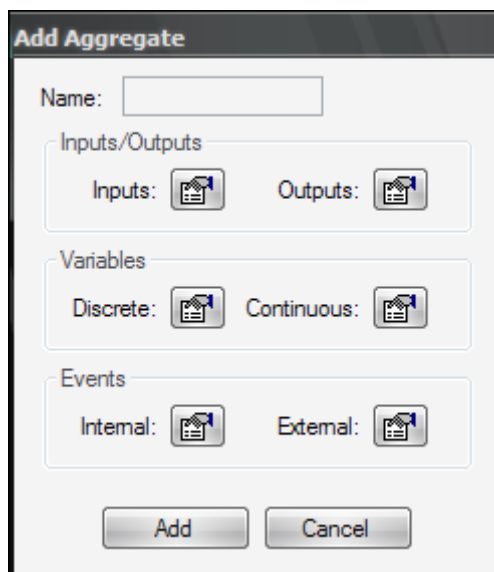 Add Aggregate
Name:
Inputs/Outputs
Inputs: Outputs:
Variables
Discrete: Continuous:
Events
Internal: External:
Add Cancel